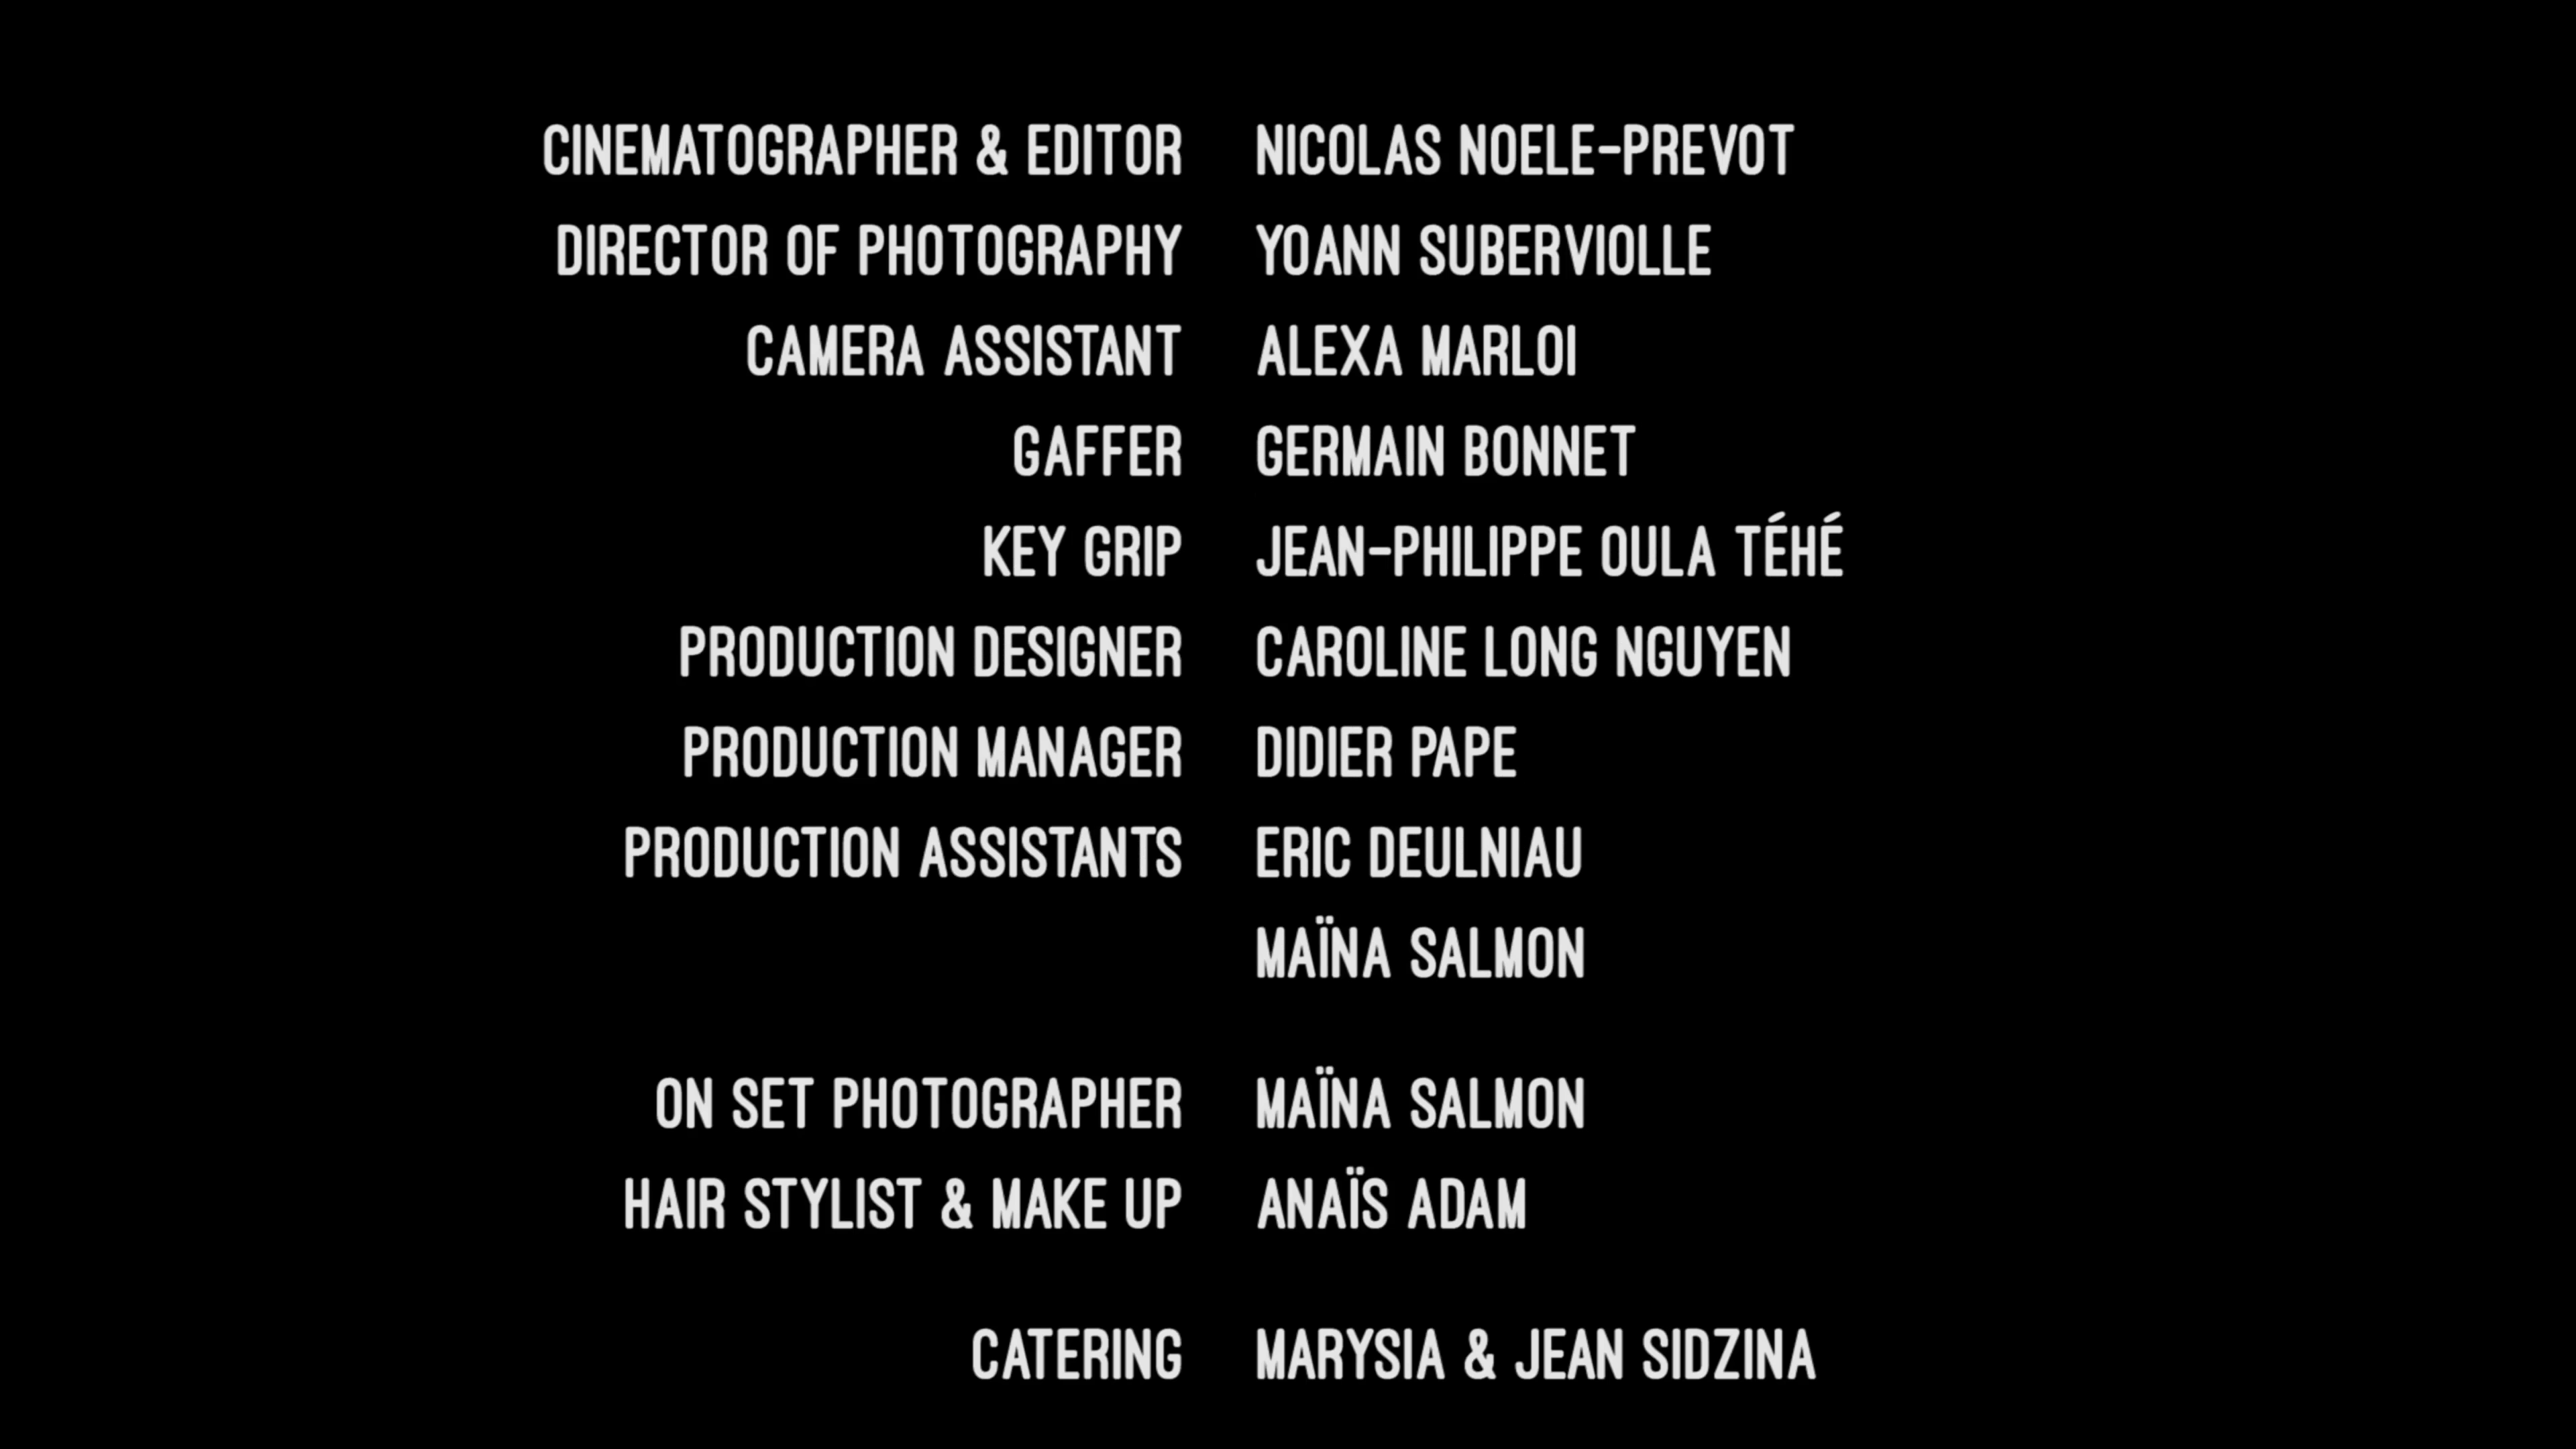 CINEMATOGRAPHER & EDITOR NICOLAS NOELE-PREVOT
DIRECTOR OF PHOTOGRAPHY YOANN SUBERVIOLLE
CAMERA ASSISTANT ALEXA MARLOI
GAFFER GERMAIN BONNET
KEY GRIP JEAN-PHILIPPE OULA TÉHÉ
PRODUCTION DESIGNER CAROLINE LONG NGUYEN
PRODUCTION MANAGER DIDIER PAPE
PRODUCTION ASSISTANTS ERIC DEULNIAU
MAÏNA SALMON
ON SET PHOTOGRAPHER MAÏNA SALMON
HAIR STYLIST & MAKE UP ANAÏS ADAM
CATERING MARYSIA & JEAN SIDZINA